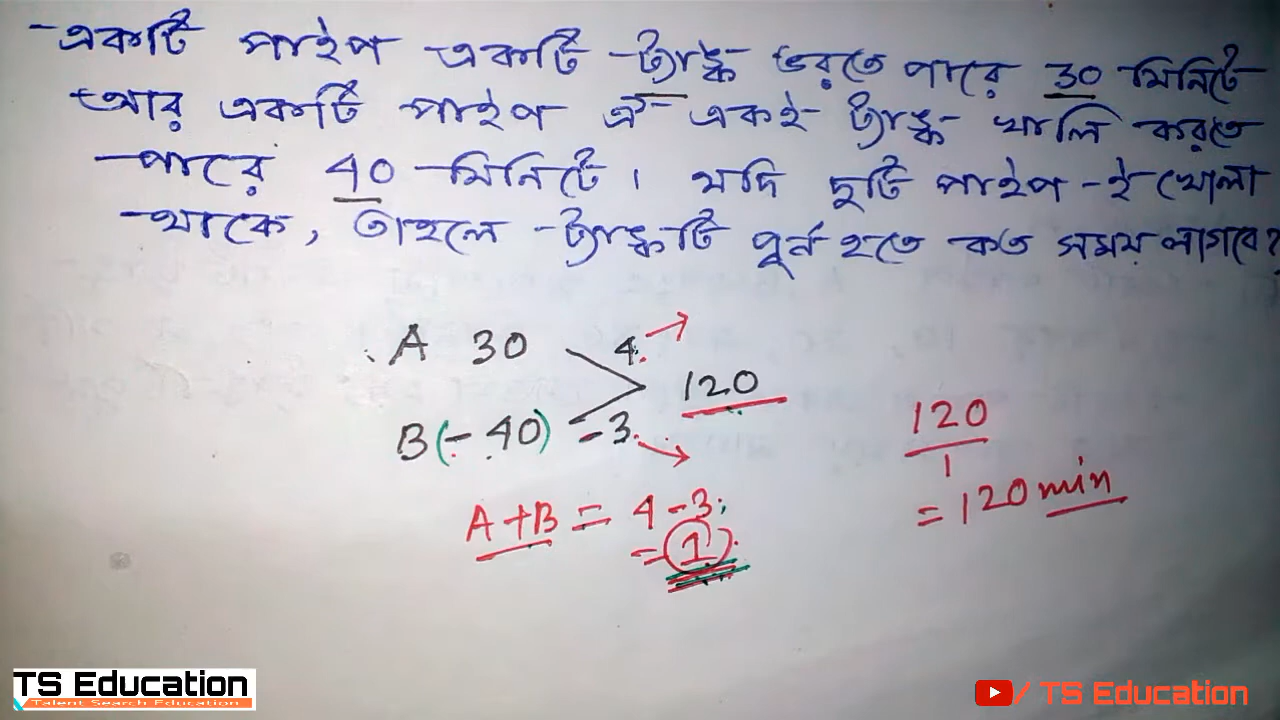 একটি পাইপ একটি ট্যাঙ্ক ভরতে পারে 30 মিনিটে
আর একটি পাইপ ঐ একই ট্যাঙ্ক খালি করতে
পারে 40 মিনিটে। যদি দুটি পাইপ-ই খোলা
থাকে, তাহলে ট্যাঙ্কটি পূর্ন হতে কত সময় লাগবে?
A 30 4
120
B (- 40) - 3
A + B = 4 - 3
= 1
120
1
= 120 min
TS Education
Talent Search Education
/ TS Education